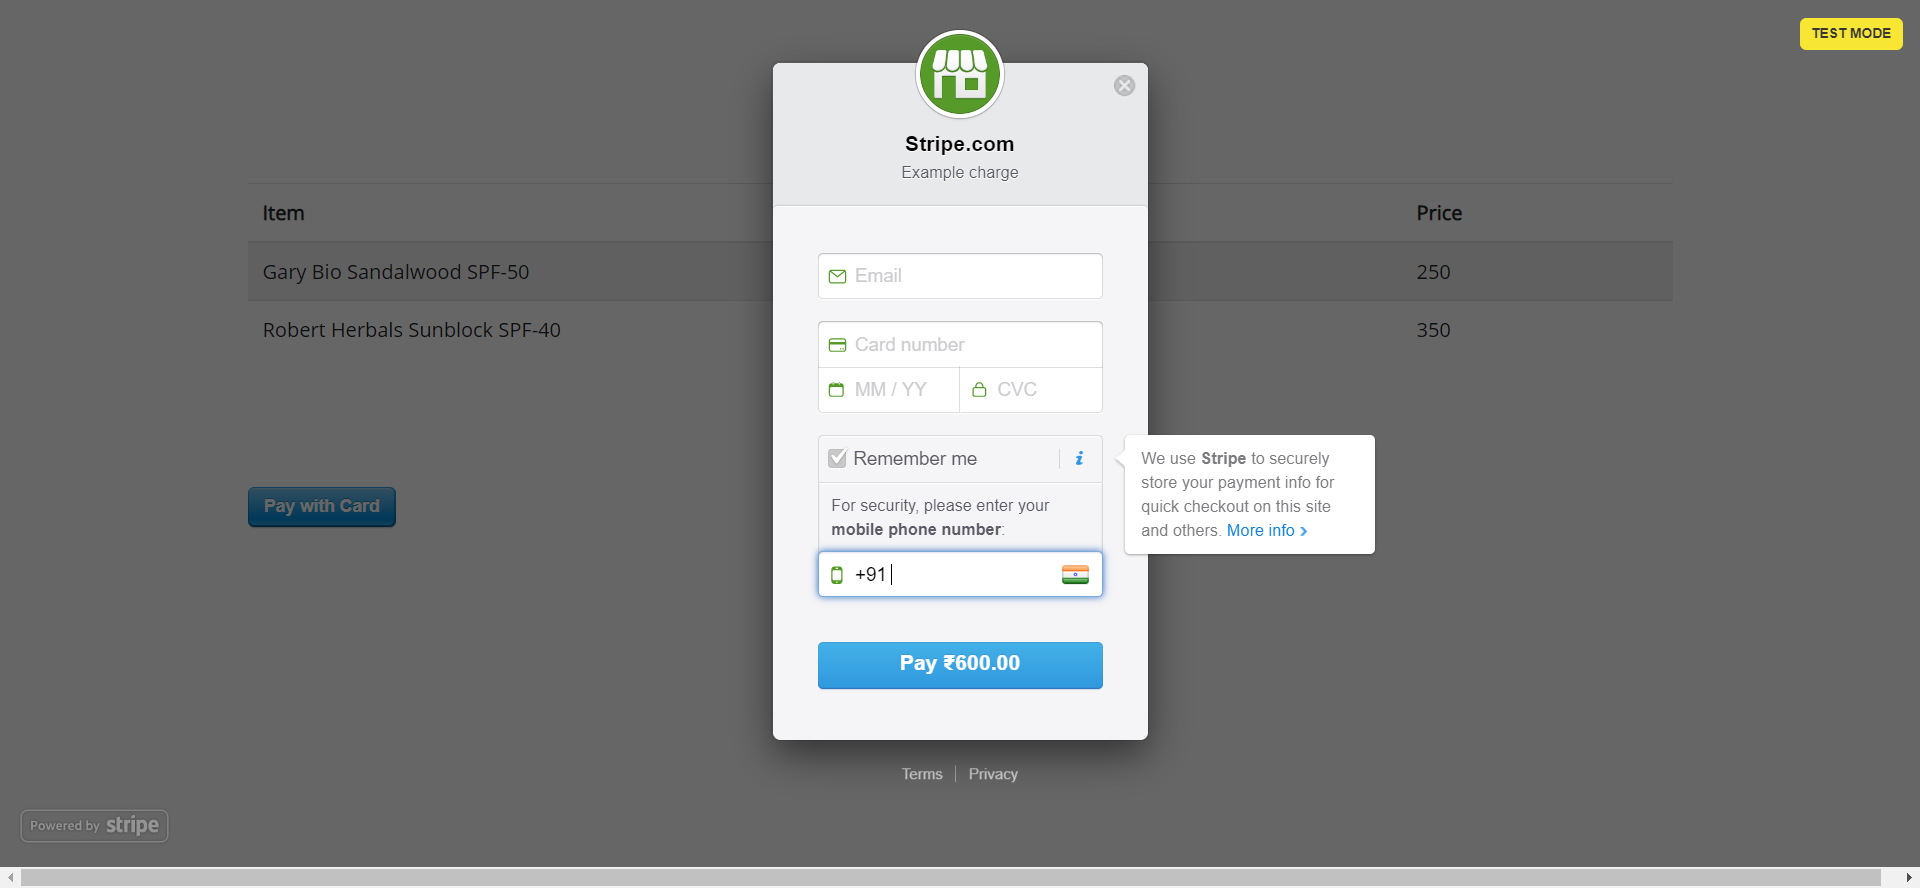 TEST MODE
Stripe.com
Example charge
Item
Price
Gary Bio Sandalwood SPF-50
250
Robert Herbals Sunblock SPF-40
350
Email
Card number
MM / YY
CVC
Remember me
i
For security, please enter your
mobile phone number:
+91
We use Stripe to securely
store your payment info for
quick checkout on this site
and others. More info ›
Pay with Card
Pay ₹600.00
Terms
Privacy
Powered by stripe